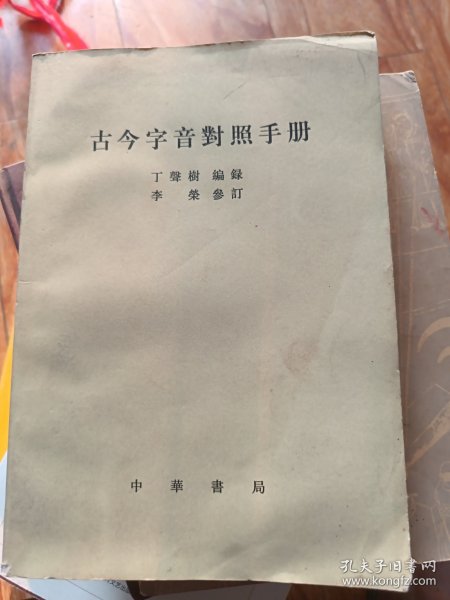 古今字音對照手册
丁聲樹 編録
李榮 參訂
中華書局
孔夫子旧书网
www.kongfz.com